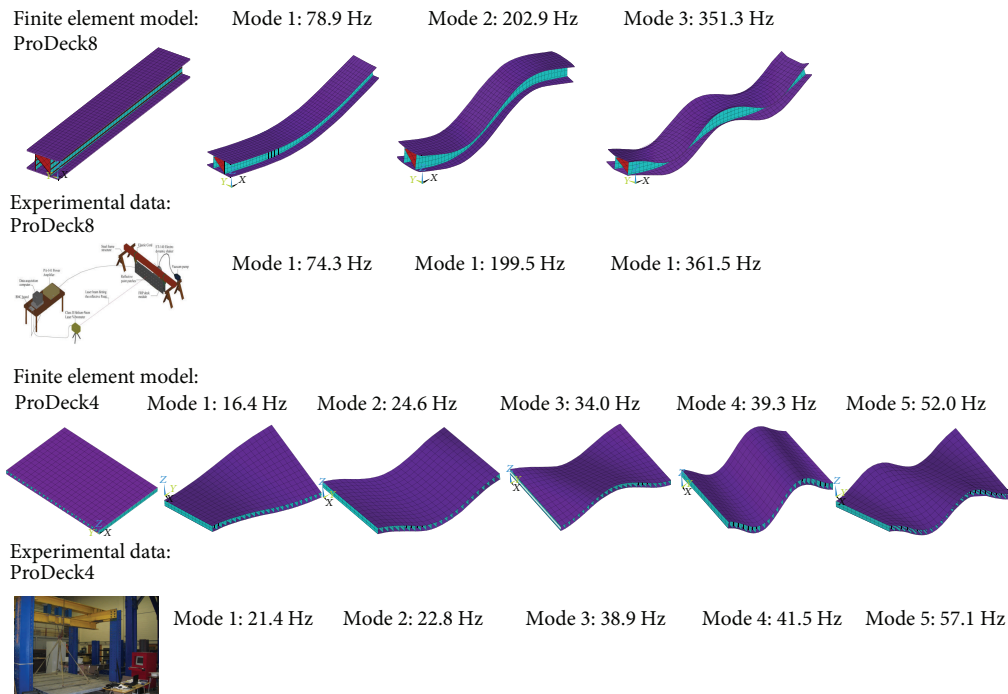 Finite element model:
ProDeck8
Mode 1: 78.9 Hz
Mode 2: 202.9 Hz
Mode 3: 351.3 Hz
Y X
Y Z X
Y Z X
Y Z X
Experimental data:
ProDeck8
Mode 1: 74.3 Hz
Mode 1: 199.5 Hz
Mode 1: 361.5 Hz
Finite element model:
ProDeck4
Mode 1: 16.4 Hz
Mode 2: 24.6 Hz
Mode 3: 34.0 Hz
Mode 4: 39.3 Hz
Mode 5: 52.0 Hz
Z Y X
Z Y X
Z Y X
Z Y X
Z Y X
Z Y X
Experimental data:
ProDeck4
Mode 1: 21.4 Hz
Mode 2: 22.8 Hz
Mode 3: 38.9 Hz
Mode 4: 41.5 Hz
Mode 5: 57.1 Hz